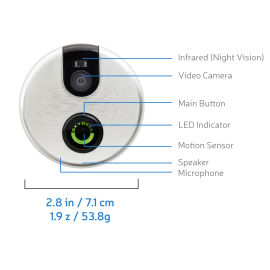 Infrared (Night Vision)
Video Camera
Main Button
LED Indicator
Motion Sensor
Speaker
Microphone
2.8 in / 7.1 cm
1.9 z / 53.8g